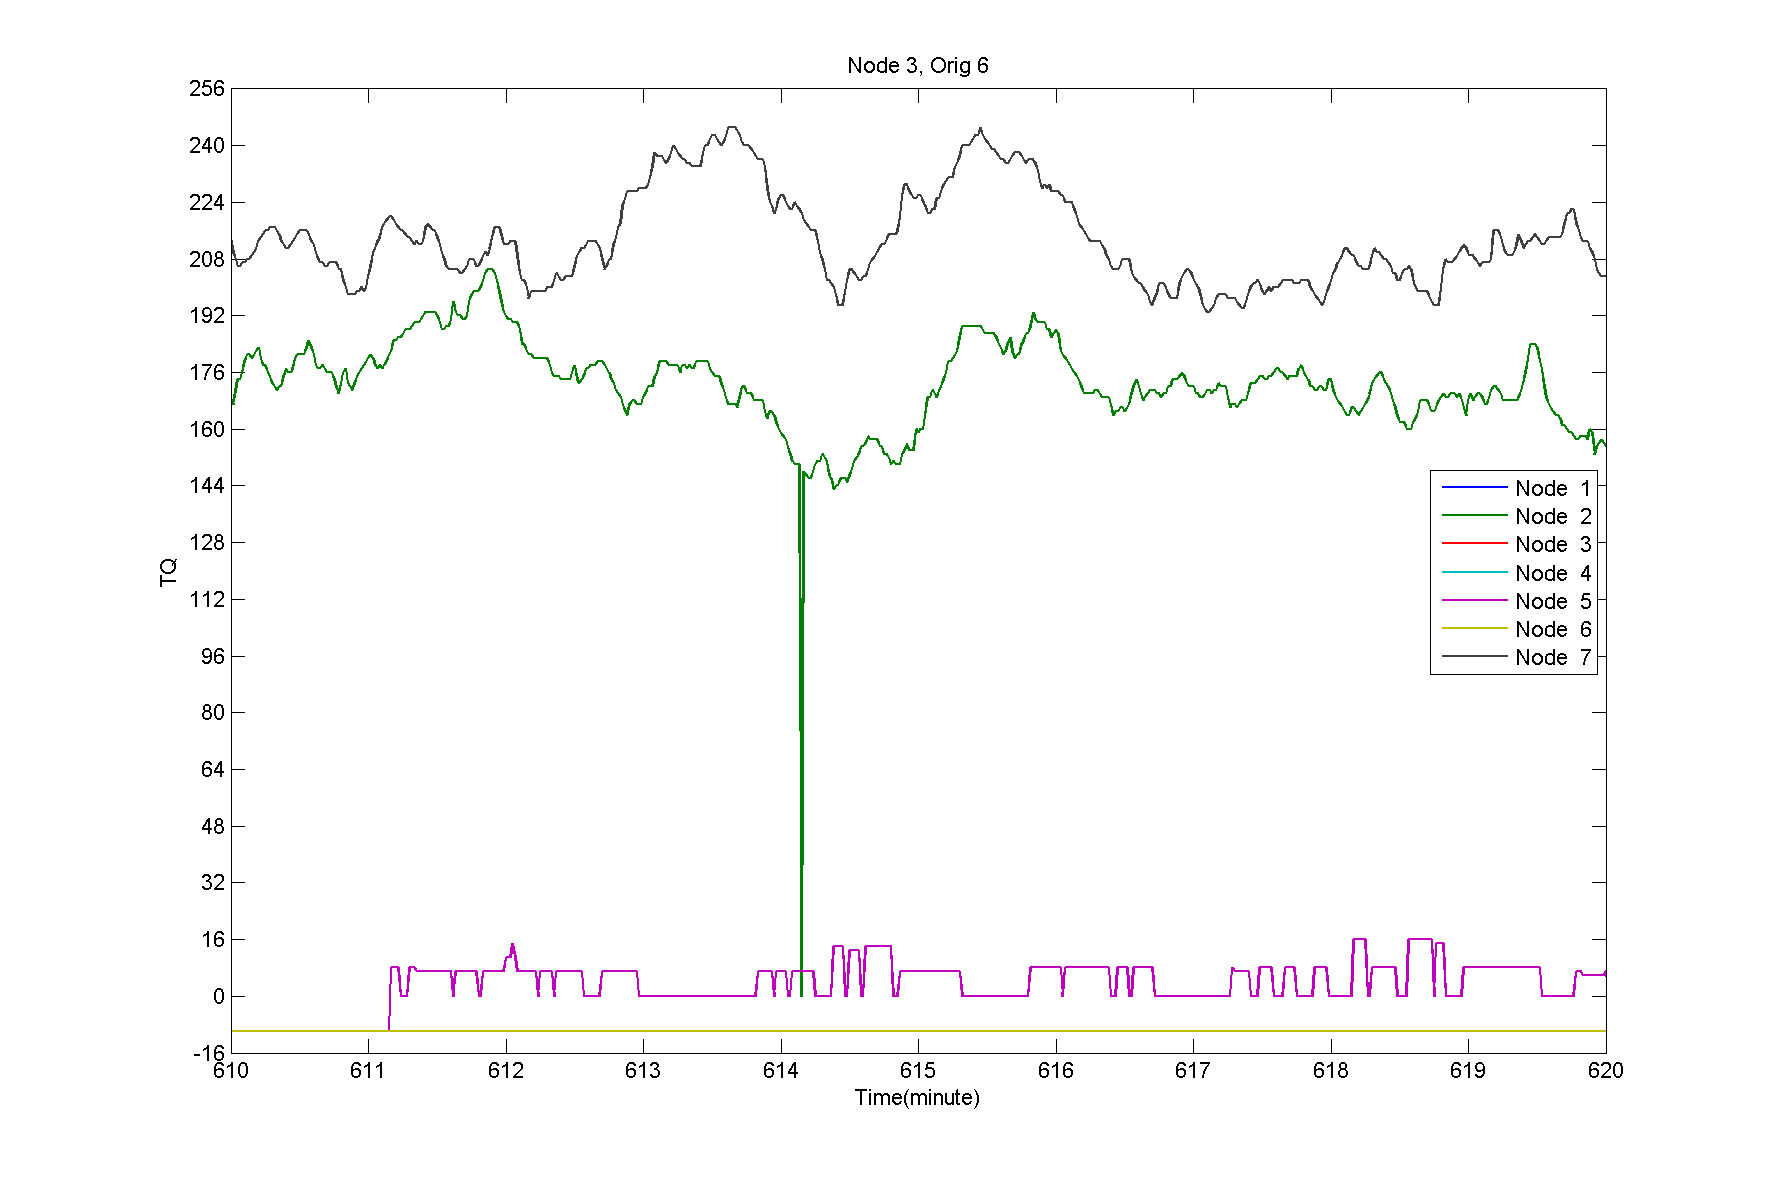 Node 3, Orig 6
256
240
224
208
192
176
160
144
128
112
96
80
64
48
32
16
0
-16
TQ
Node 1
Node 2
Node 3
Node 4
Node 5
Node 6
Node 7
610 611 612 613 614 615 616 617 618 619 620
Time(minute)